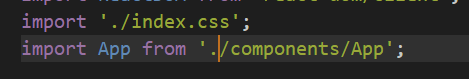 import './index.css';
import App from './components/App';